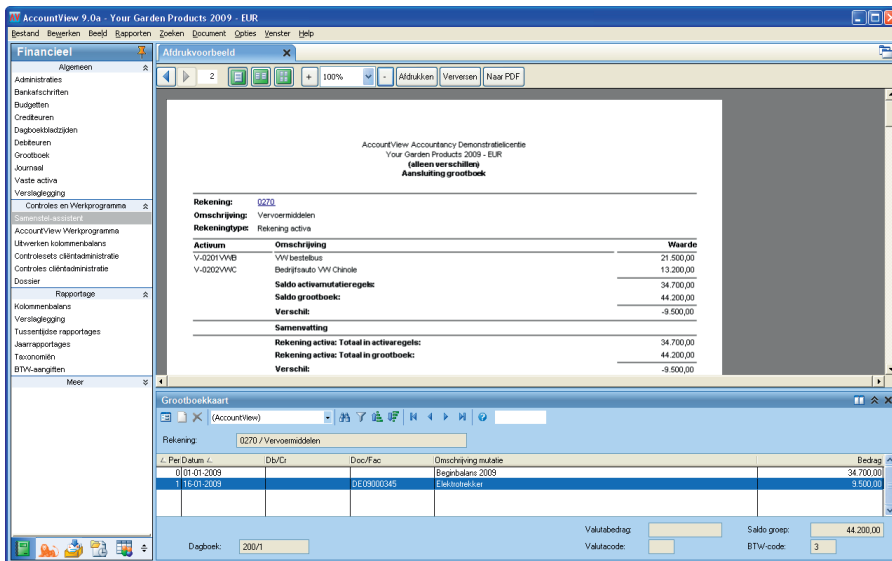 AccountView 9.0a - Your Garden Products 2009 - EUR
Bestand Bewerken Beeld Rapporten Zoeken Document Opties Venster Help
Financieel
Algemeen
Administraties
Bankafschriften
Budgetten
Crediteuren
Dagboekbladzijden
Debiteuren
Grootboek
Journaal
Vaste activa
Verslaglegging
Controles en Werkprogramma
Samenstel-assistent
AccountView Werkprogramma
Uitwerken kolommenbalans
Controlesets cliëntadministratie
Controles cliëntadministratie
Dossier
Rapportage
Kolommenbalans
Verslaglegging
Tussentijdse rapportages
Jaarrapportages
Taxonomiën
BTW-aangiften
Meer
Afdrukvoorbeeld
2 + 100% - Afdrukken Verversen Naar PDF
AccountView Accountancy Demonstratielicentie
Your Garden Products 2009 - EUR
(alleen verschillen)
Aansluiting grootboek
Rekening: 0270
Omschrijving: Vervoermiddelen
Rekeningtype: Rekening activa
Activum Omschrijving Waarde
V-0201VWB VW bestelbus 21.500,00
V-0202VWC Bedrijfsauto VW Chinole 13.200,00
Saldo activamutatieregels: 34.700,00
Saldo grootboek: 44.200,00
Verschil: -9.500,00
Samenvatting
Rekening activa: Totaal in activaregels: 34.700,00
Rekening activa: Totaal in grootboek: 44.200,00
Verschil: -9.500,00
Grootboekkaart
(AccountView)
Rekening: 0270 / Vervoermiddelen
Per Datum Db/Cr Doc/Fac Omschrijving mutatie Bedrag
0 01-01-2009 Beginbalans 2009 34.700,00
1 16-01-2009 DE09000345 Elektrotrekker 9.500,00
Valutabedrag: Saldo groep: 44.200,00
Dagboek: 200/1 Valutacode: BTW-code: 3